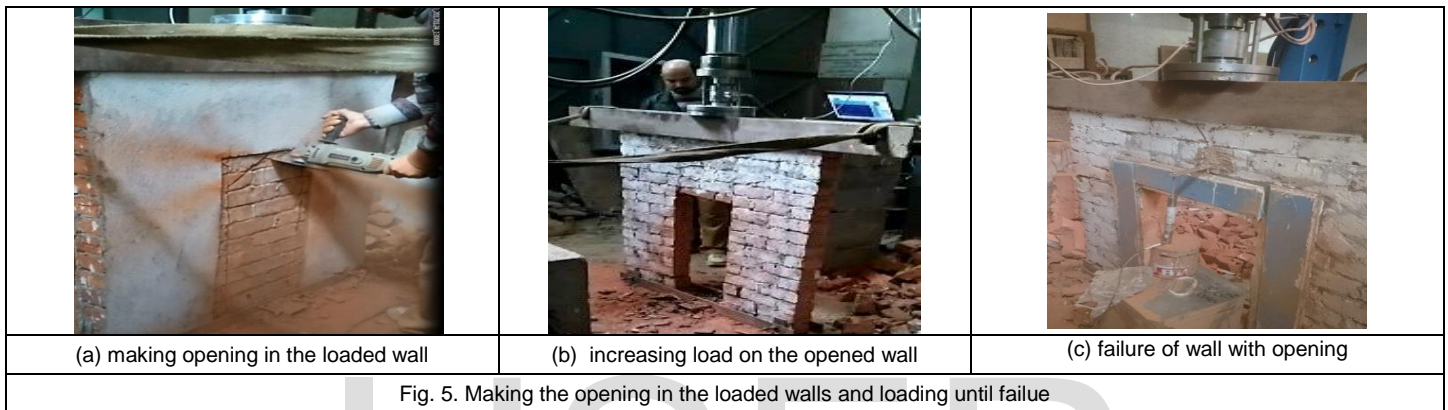 (a) making opening in the loaded wall
(b) increasing load on the opened wall
(c) failure of wall with opening
Fig. 5. Making the opening in the loaded walls and loading until failue